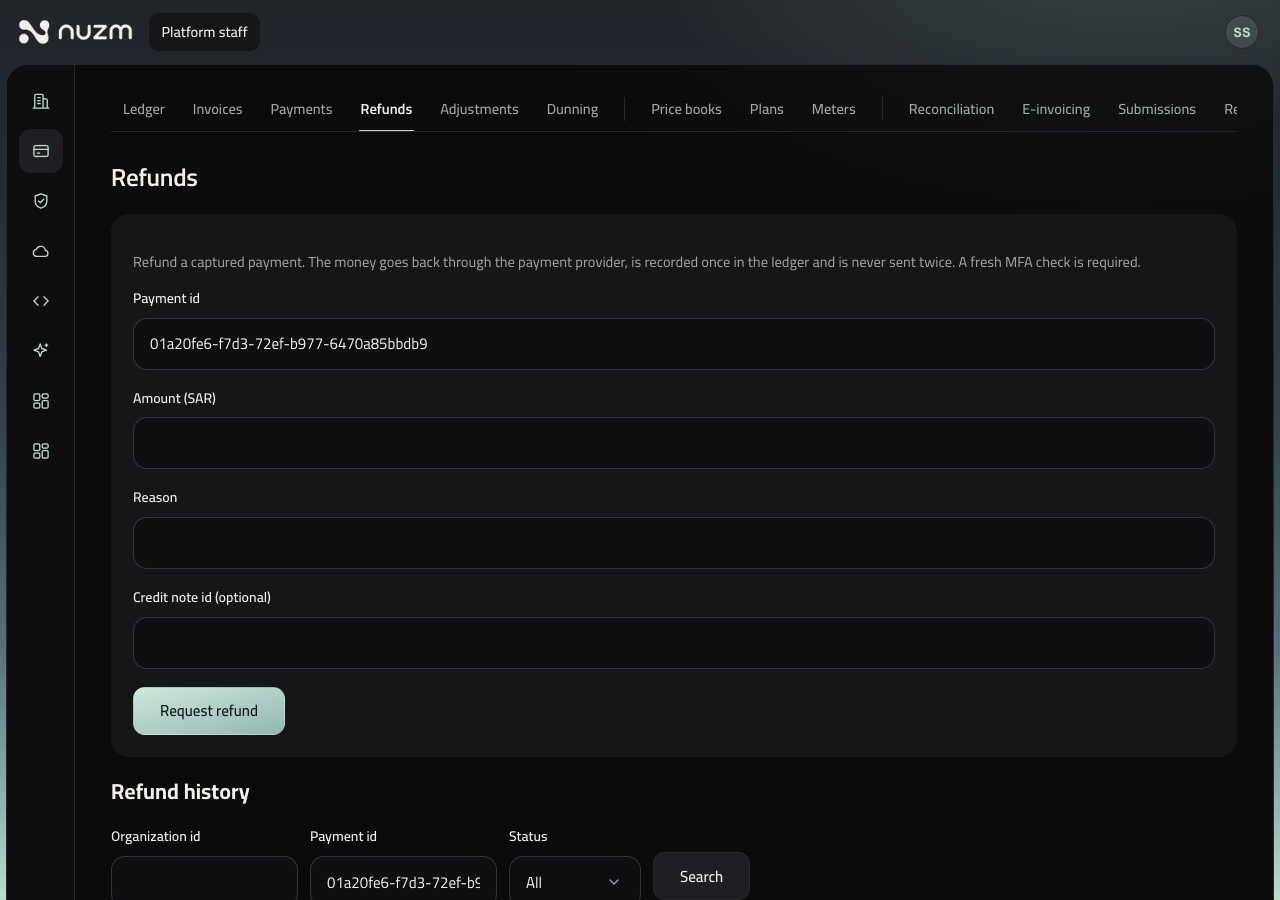 nuzm
Platform staff
SS
Ledger Invoices Payments Refunds Adjustments Dunning Price books Plans Meters Reconciliation E-invoicing Submissions
Refunds
Refund a captured payment. The money goes back through the payment provider, is recorded once in the ledger and is never sent twice. A fresh MFA check is required.
Payment id
01a20fe6-f7d3-72ef-b977-6470a85bbdb9
Amount (SAR)
Reason
Credit note id (optional)
Request refund
Refund history
Organization id Payment id Status
01a20fe6-f7d3-72ef-b9 All Search